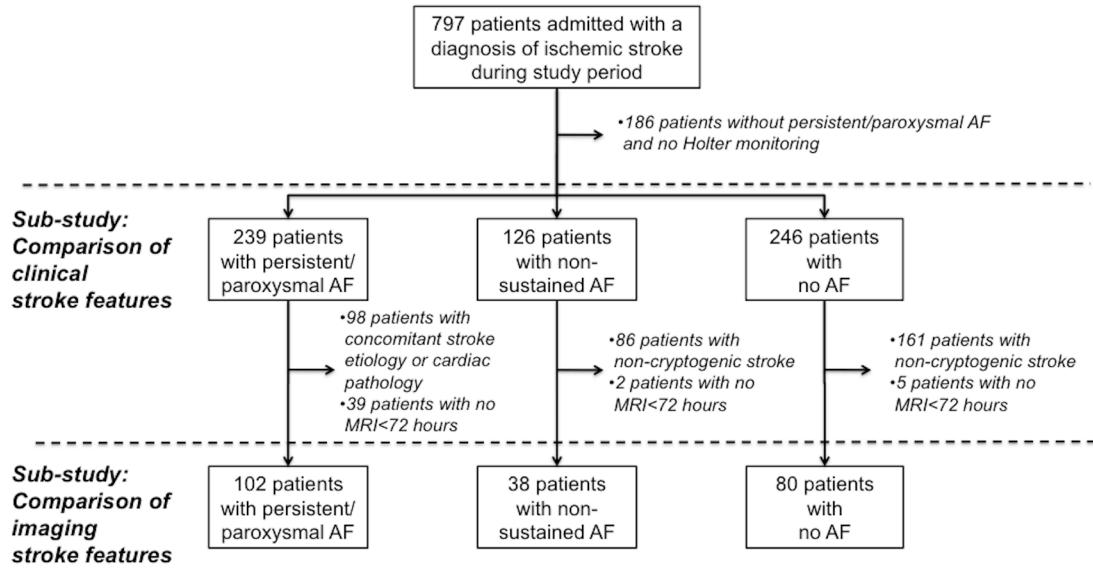 797 patients admitted with a
diagnosis of ischemic stroke
during study period
•186 patients without persistent/paroxysmal AF
and no Holter monitoring
Sub-study:
Comparison of
clinical
stroke features
239 patients
with persistent/
paroxysmal AF
126 patients
with non-
sustained AF
246 patients
with
no AF
•98 patients with
concomitant stroke
etiology or cardiac
pathology
•39 patients with no
MRI<72 hours
•86 patients with
non-cryptogenic stroke
•2 patients with no
MRI<72 hours
•161 patients with
non-cryptogenic stroke
•5 patients with no
MRI<72 hours
Sub-study:
Comparison of
imaging
stroke features
102 patients
with persistent/
paroxysmal AF
38 patients
with non-
sustained AF
80 patients
with
no AF